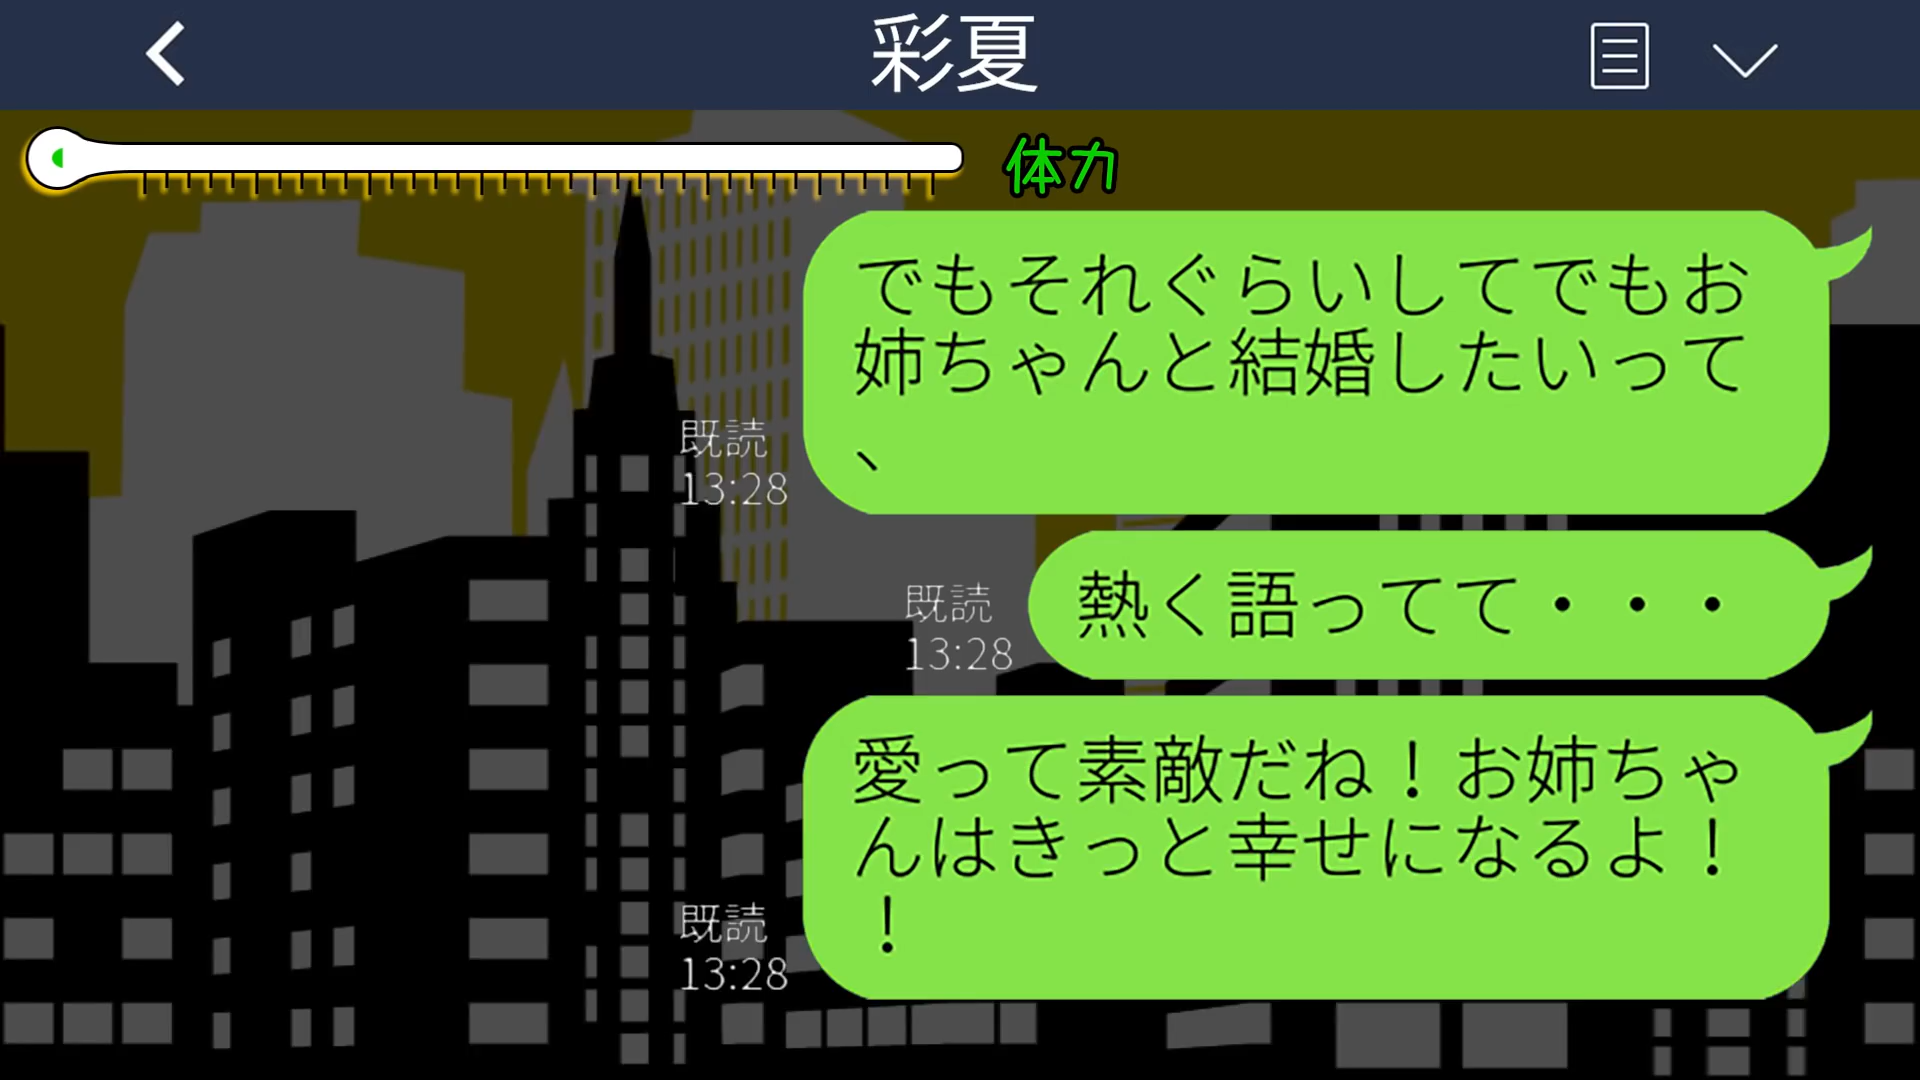 彩夏
体力
でもそれぐらいしてでもお
姉ちゃんと結婚したいって
、
既読
13:28
熱く語ってて・・・
既読
13:28
愛って素敵だね！お姉ちゃ
んはきっと幸せになるよ！
！
既読
13:28